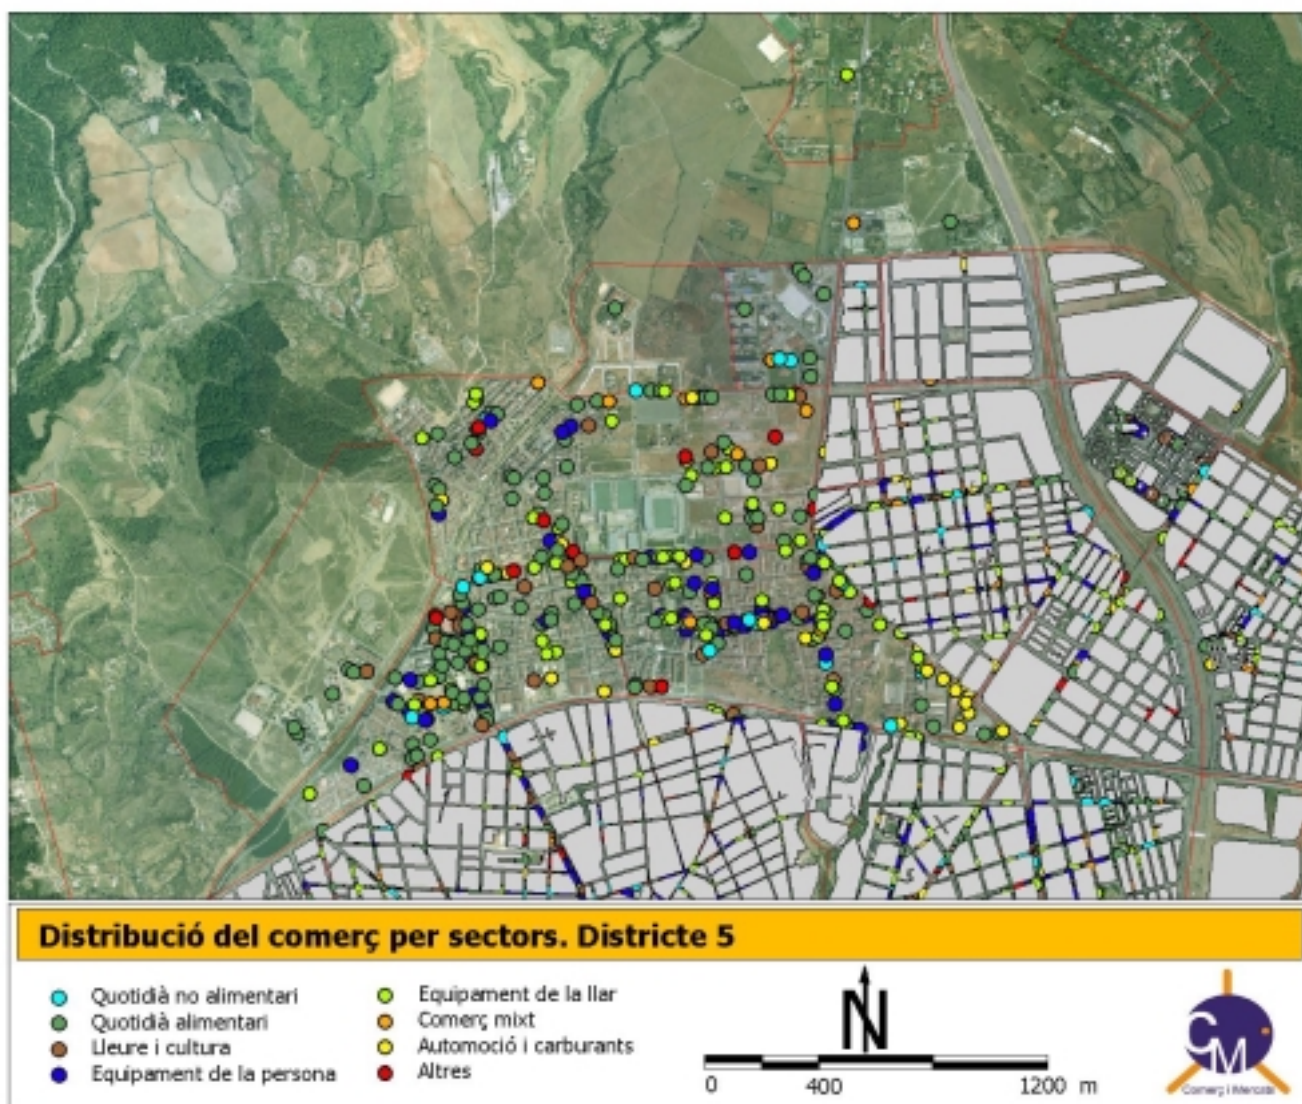 Distribució del comerç per sectors. Districte 5
Quotidià no alimentari
Quotidià alimentari
Lleure i cultura
Equipament de la persona
Equipament de la llar
Comerç mixt
Automoció i carburants
Altres
N
0 400 1200 m
CM
Comerç i Mercats